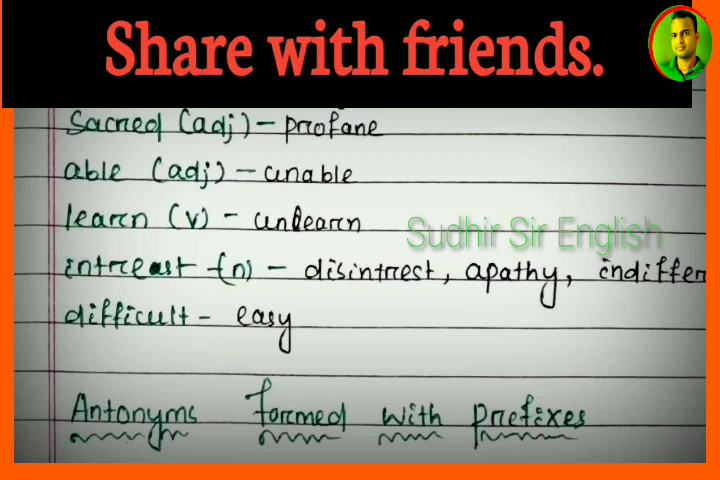 Share with friends.
Sacred (adj) – profane
able (adj) – unable
learn (v) – unlearn
Sudhir Sir English
intreast (n) – disintrest, apathy, indiffer
difficult – easy
Antonyms formed with prefixes